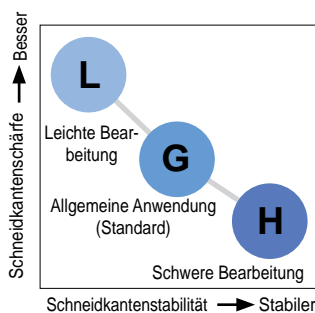 Schneidkantenschärfe → Besser
L
Leichte Bear-
beitung
G
Allgemeine Anwendung
(Standard)
H
Schwere Bearbeitung
Schneidkantenstabilität → Stabiler